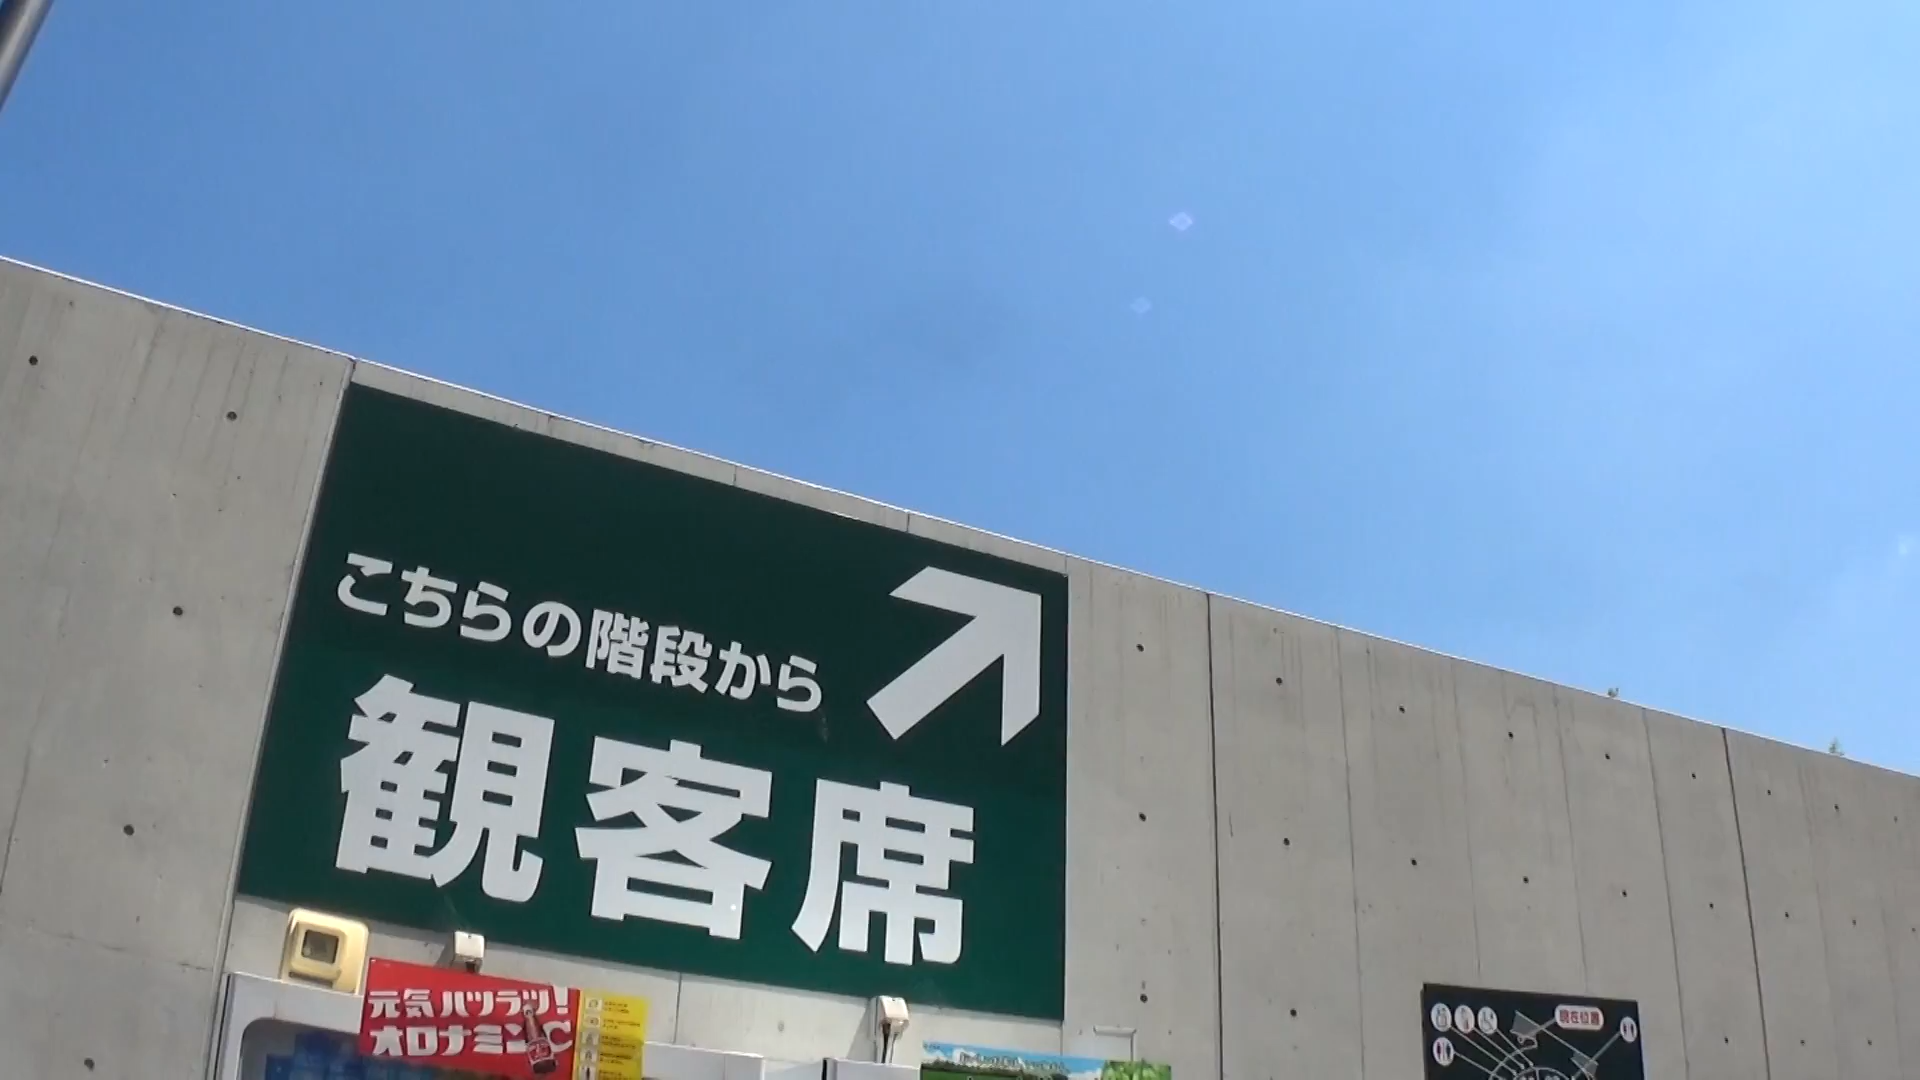 こちらの階段から
観客席
元気ハツラツ!
オロナミンC
現在位置